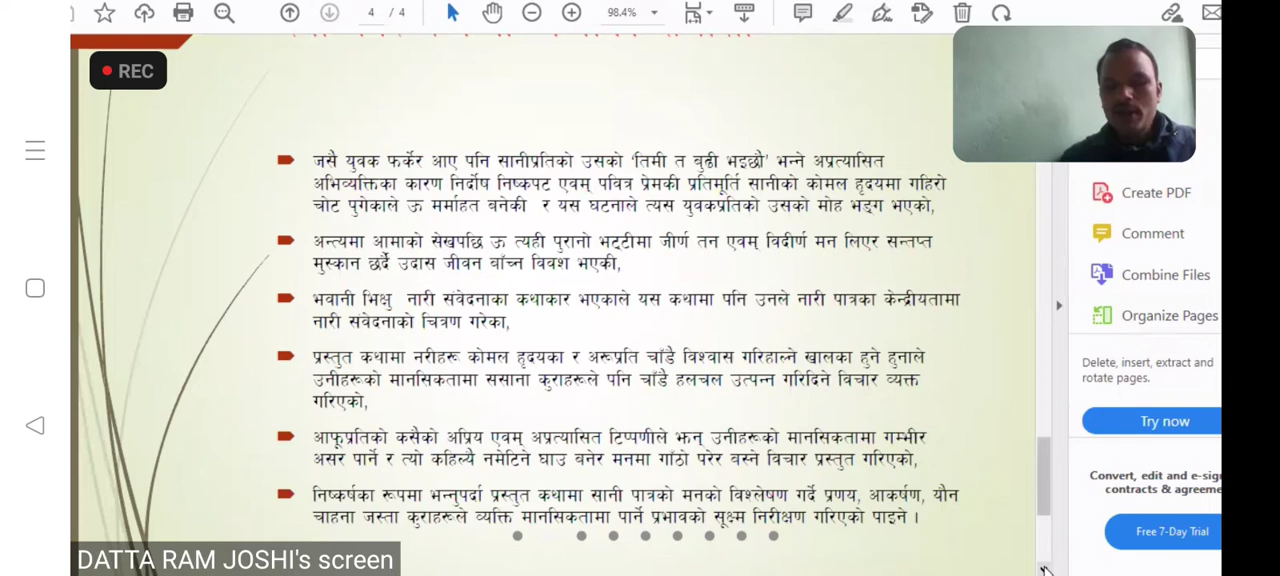 4 / 4
98.4%
REC
जसै युवक फर्केर आए पनि सानीप्रतिको उसको 'तिमी त बुढी भइछौ' भन्ने अप्रत्यासित
अभिव्यक्तिका कारण निर्दोष निष्कपट एवम् पवित्र प्रेमकी प्रतिमूर्ति सानीको कोमल हृदयमा गहिरो
चोट पुगेकाले ऊ मर्माहत बनेकी र यस घटनाले त्यस युवकप्रतिको उसको मोह भङ्ग भएको,
अन्त्यमा आमाको सेखपछि ऊ त्यही पुरानो भट्टीमा जीर्ण तन एवम् विदीर्ण मन लिएर सन्तप्त
मुस्कान छर्दै उदास जीवन बाँच्न विवश भएकी,
भवानी भिक्षु नारी संवेदनाका कथाकार भएकाले यस कथामा पनि उनले नारी पात्रका केन्द्रीयतामा
नारी संवेदनाको चित्रण गरेका,
प्रस्तुत कथामा नरीहरू कोमल हृदयका र अरूप्रति चाँडै विश्वास गरिहाल्ने खालका हुने हुनाले
उनीहरूको मानसिकतामा ससाना कुराहरूले पनि चाँडै हलचल उत्पन्न गरिदिने विचार व्यक्त
गरिएको,
आफूप्रतिको कसैको अप्रिय एवम् अप्रत्यासित टिप्पणीले झन् उनीहरूको मानसिकतामा गम्भीर
असर पार्ने र त्यो कहिल्यै नमेटिने घाउ बनेर मनमा गाँठो परेर बस्ने विचार प्रस्तुत गरिएको,
निष्कर्षका रूपमा भन्नुपर्दा प्रस्तुत कथामा सानी पात्रको मनको विश्लेषण गर्दै प्रणय, आकर्षण, यौन
चाहना जस्ता कुराहरूले व्यक्ति मानसिकतामा पार्ने प्रभावको सूक्ष्म निरीक्षण गरिएको पाइने ।
DATTA RAM JOSHI's screen
Create PDF
Comment
Combine Files
Organize Pages
Delete, insert, extract and
rotate pages.
Try now
Convert, edit and e-sig
contracts & agreeme
Free 7-Day Trial